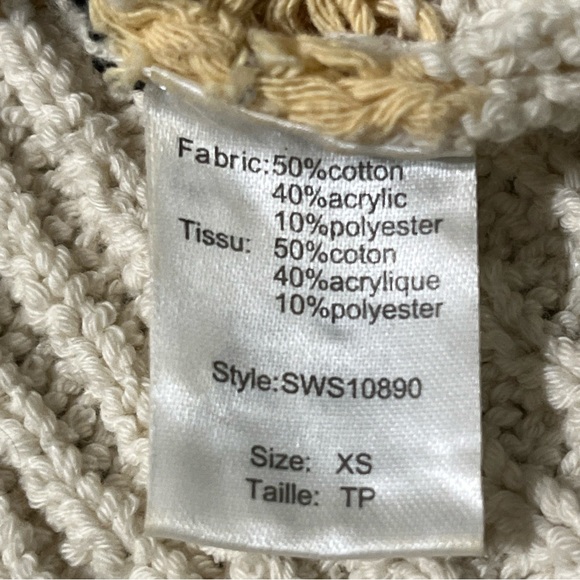 Fabric:50%cotton
40%acrylic
10%polyester
Tissu: 50%coton
40%acrylique
10%polyester
Style:SWS10890
Size: XS
Taille: TP